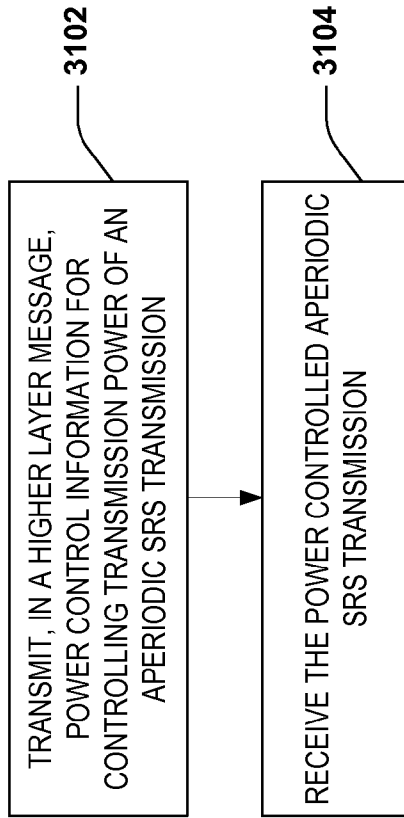 TRANSMIT, IN A HIGHER LAYER MESSAGE,
POWER CONTROL INFORMATION FOR
CONTROLLING TRANSMISSION POWER OF AN
APERIODIC SRS TRANSMISSION
3102
RECEIVE THE POWER CONTROLLED APERIODIC
SRS TRANSMISSION
3104